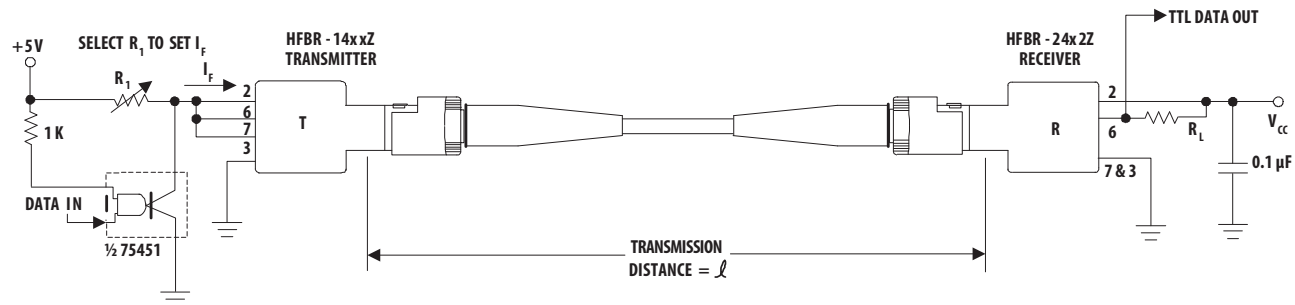 TTL DATA OUT
+5V
SELECT R1 TO SET IF
HFBR - 14xxZ
TRANSMITTER
HFBR - 24x2Z
RECEIVER
R1
IF
2
6
7
3
T
R
2
6
7 & 3
RL
VCC
0.1 µF
1 K
DATA IN
½ 75451
TRANSMISSION
DISTANCE = ℓ